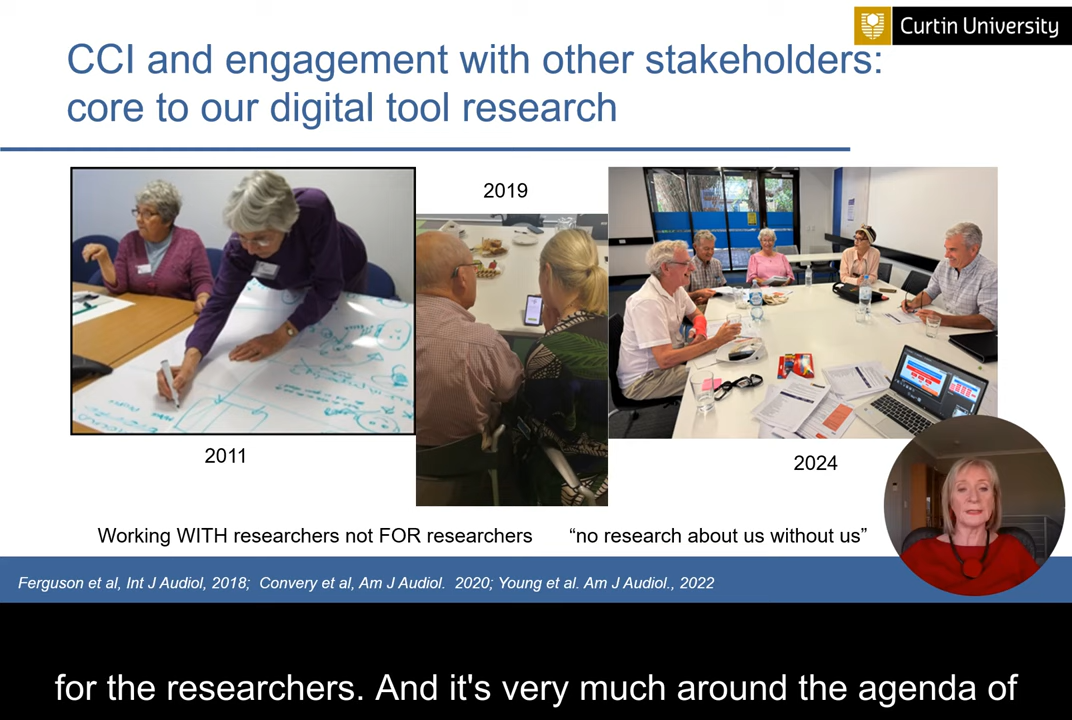 Curtin University
CCI and engagement with other stakeholders:
core to our digital tool research
2019
2011
2024
Working WITH researchers not FOR researchers
“no research about us without us”
Ferguson et al, Int J Audiol, 2018; Convery et al, Am J Audiol. 2020; Young et al. Am J Audiol., 2022
for the researchers. And it's very much around the agenda of